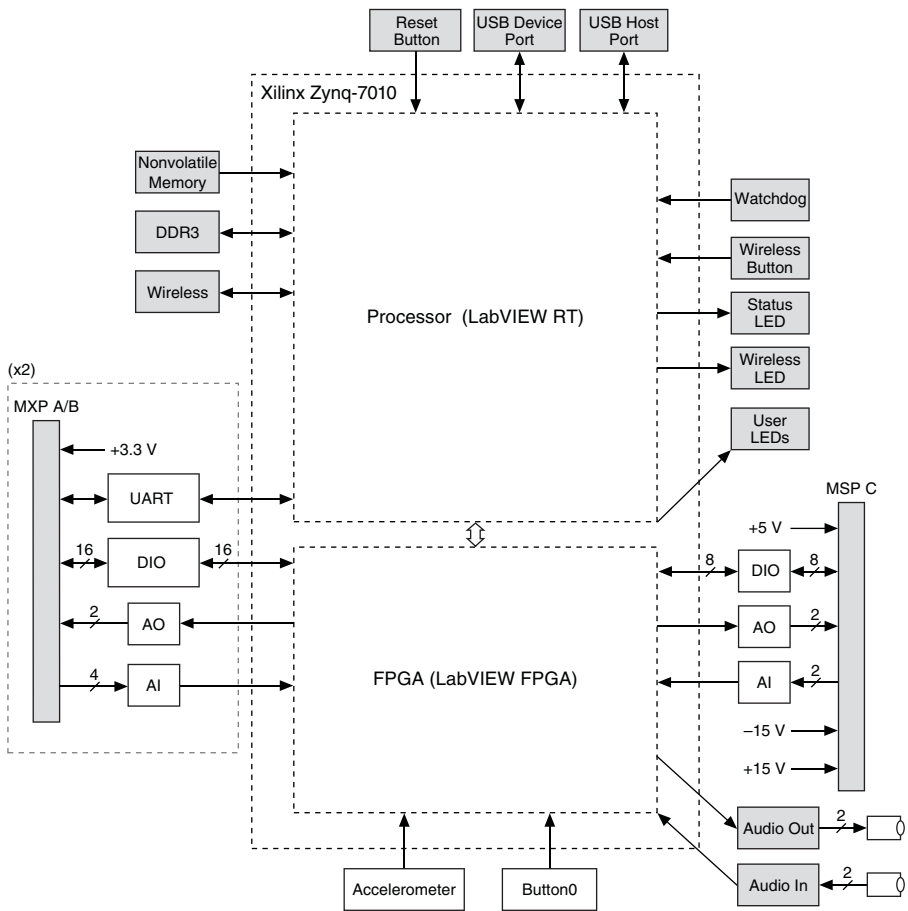 Reset
Button
USB Device
Port
USB Host
Port
Xilinx Zynq-7010
Nonvolatile
Memory
DDR3
Wireless
Processor (LabVIEW RT)
Watchdog
Wireless
Button
Status
LED
Wireless
LED
User
LEDs
(x2)
MXP A/B
+3.3 V
UART
16
DIO
16
2
AO
4
AI
FPGA (LabVIEW FPGA)
MSP C
+5 V
8
DIO
8
AO
2
AI
2
–15 V
+15 V
Audio Out
2
Audio In
2
Accelerometer
Button0